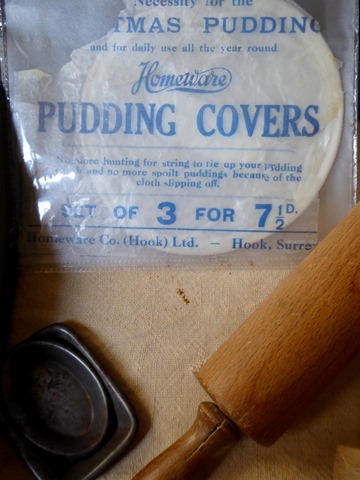 Necessity for the
TMAS PUDDING
and for daily use all the year round
Homeware
PUDDING COVERS
No more hunting for string to tie up your pudding
and no more spoilt puddings because of the
cloth slipping off.
SET OF 3 FOR 7½D.
Homeware Co. (Hook) Ltd. — Hook, Surrey